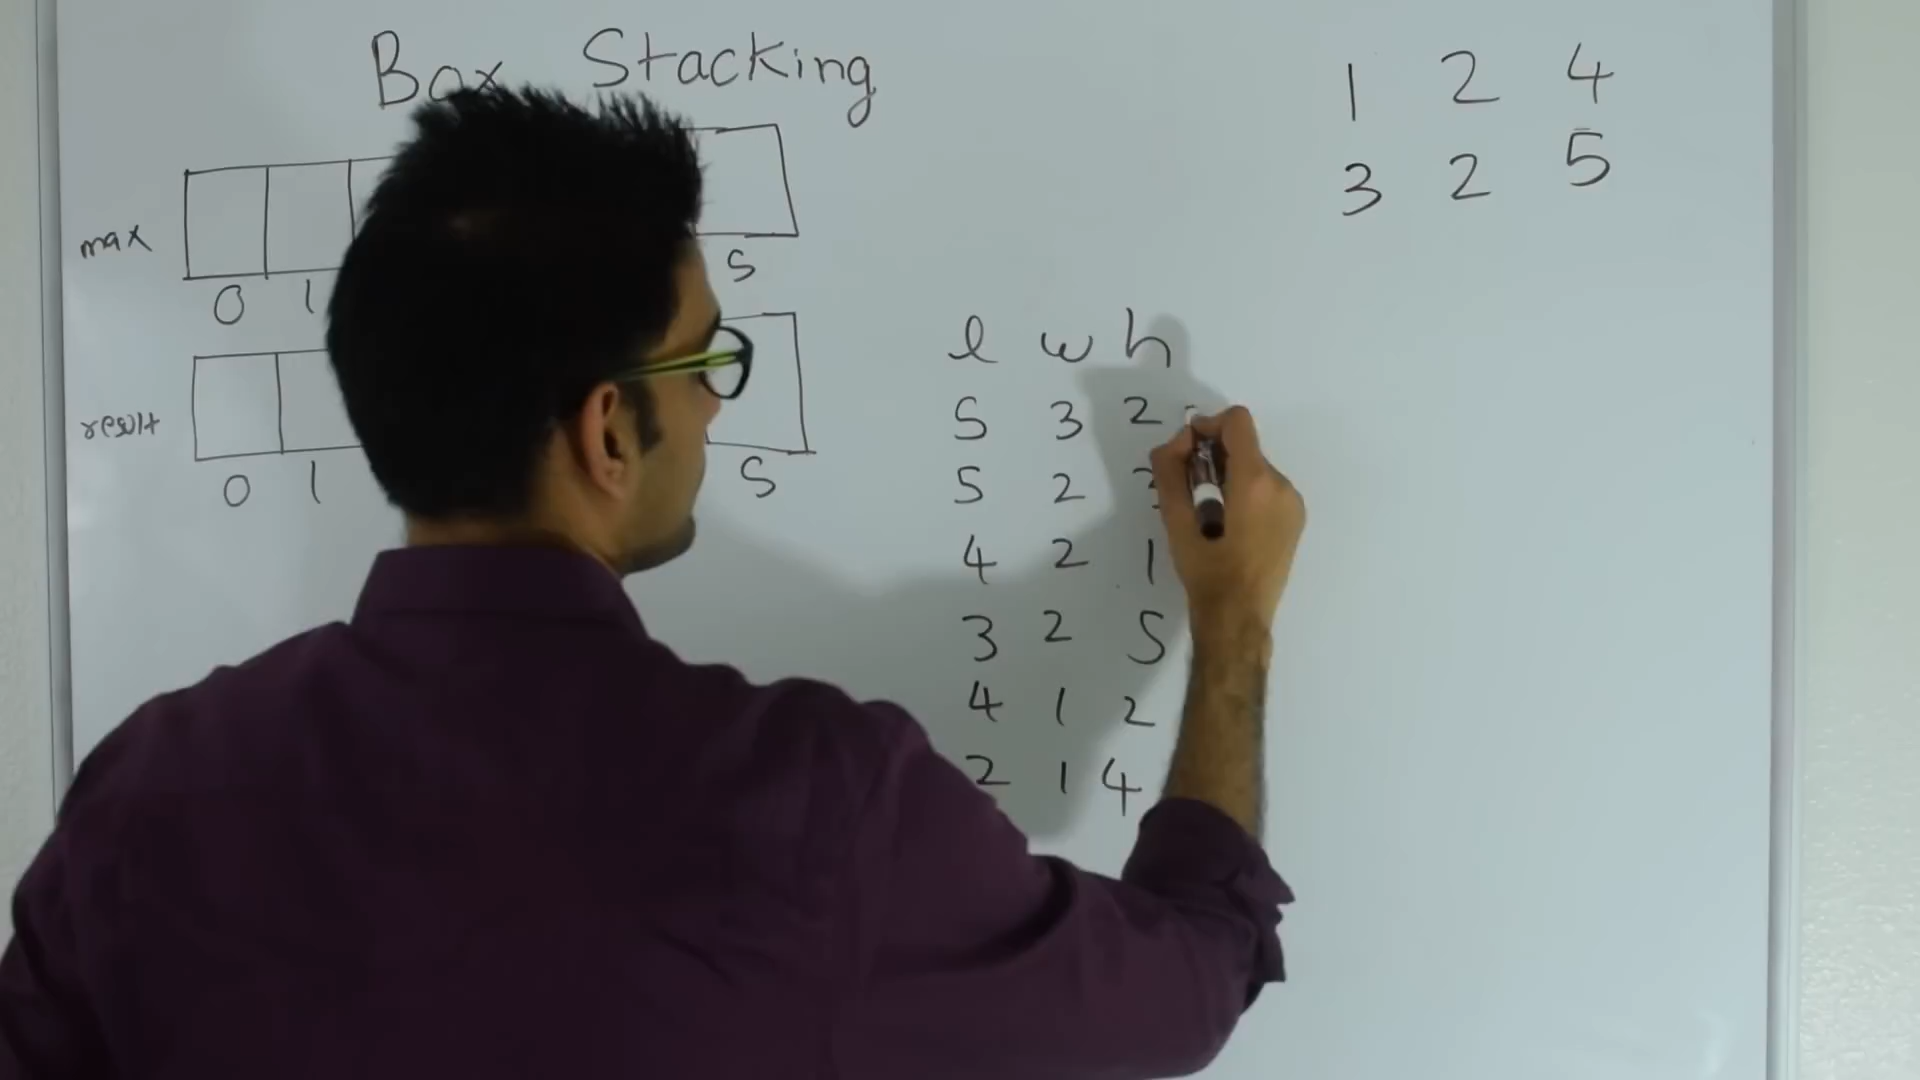 Box Stacking
1 2 4
3 2 5
max
0 1 5
result
0 1 5
l w h
5 3 2
5 2
4 2 1
3 2 5
4 1 2
2 1 4